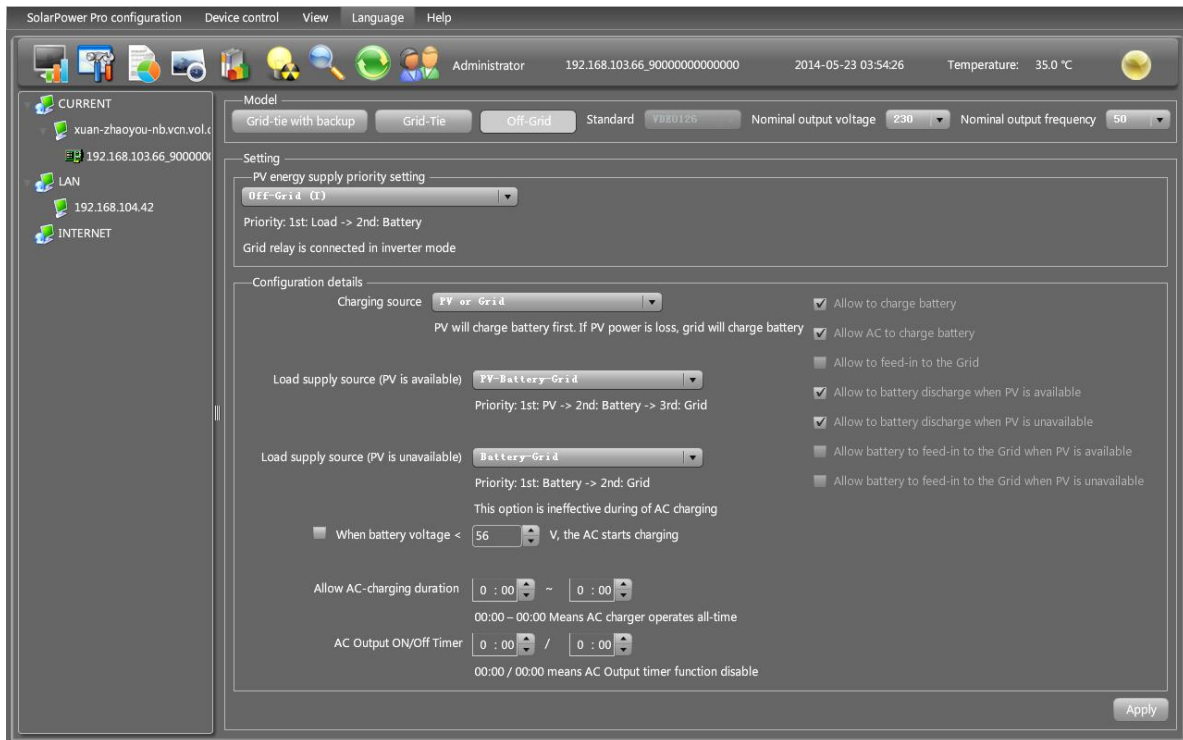 SolarPower Pro configuration Device control View Language Help
Administrator 192.168.103.66_90000000000000 2014-05-23 03:54:26 Temperature: 35.0 °C
CURRENT
xuan-zhaoyou-nb.vcn.vol.c
192.168.103.66_9000000
LAN
192.168.104.42
INTERNET
Model
Grid-tie with backup Grid-Tie Off-Grid Standard VDE0126 Nominal output voltage 230 Nominal output frequency 50
Setting
PV energy supply priority setting
Off-Grid (I)
Priority: 1st: Load -> 2nd: Battery
Grid relay is connected in inverter mode
Configuration details
Charging source PV or Grid
PV will charge battery first. If PV power is loss, grid will charge battery
Load supply source (PV is available) PV-Battery-Grid
Priority: 1st: PV -> 2nd: Battery -> 3rd: Grid
Load supply source (PV is unavailable) Battery-Grid
Priority: 1st: Battery -> 2nd: Grid
This option is ineffective during of AC charging
When battery voltage < 56 V, the AC starts charging
Allow AC-charging duration 0 : 00 ~ 0 : 00
00:00 – 00:00 Means AC charger operates all-time
AC Output ON/Off Timer 0 : 00 / 0 : 00
00:00 / 00:00 means AC Output timer function disable
Allow to charge battery
Allow AC to charge battery
Allow to feed-in to the Grid
Allow to battery discharge when PV is available
Allow to battery discharge when PV is unavailable
Allow battery to feed-in to the Grid when PV is available
Allow battery to feed-in to the Grid when PV is unavailable
Apply